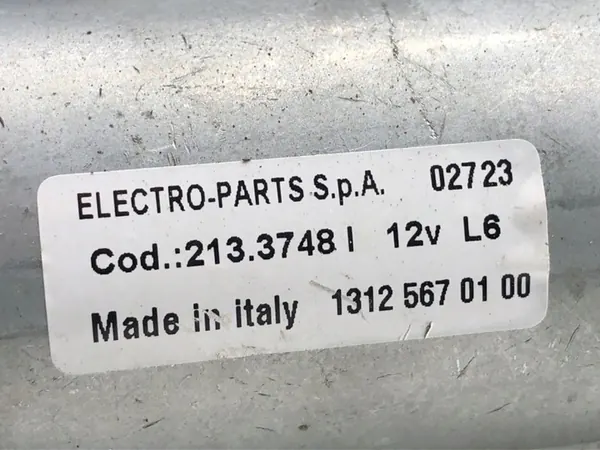 ELECTRO-PARTS S.p.A. 02723
Cod.:213.3748 I 12v L6
Made in italy 1312 567 01 00